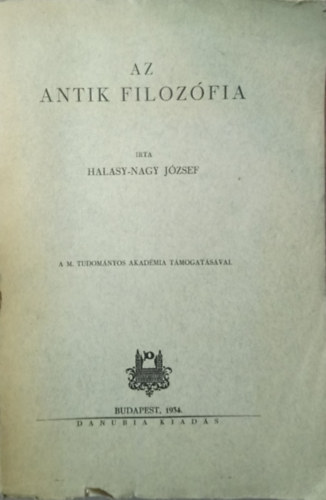 AZ
ANTIK FILOZÓFIA
IRTA
HALASY-NAGY JÓZSEF
A M. TUDOMÁNYOS AKADÉMIA TÁMOGATÁSÁVAL
BUDAPEST, 1934.
DANUBIA KIADÁS